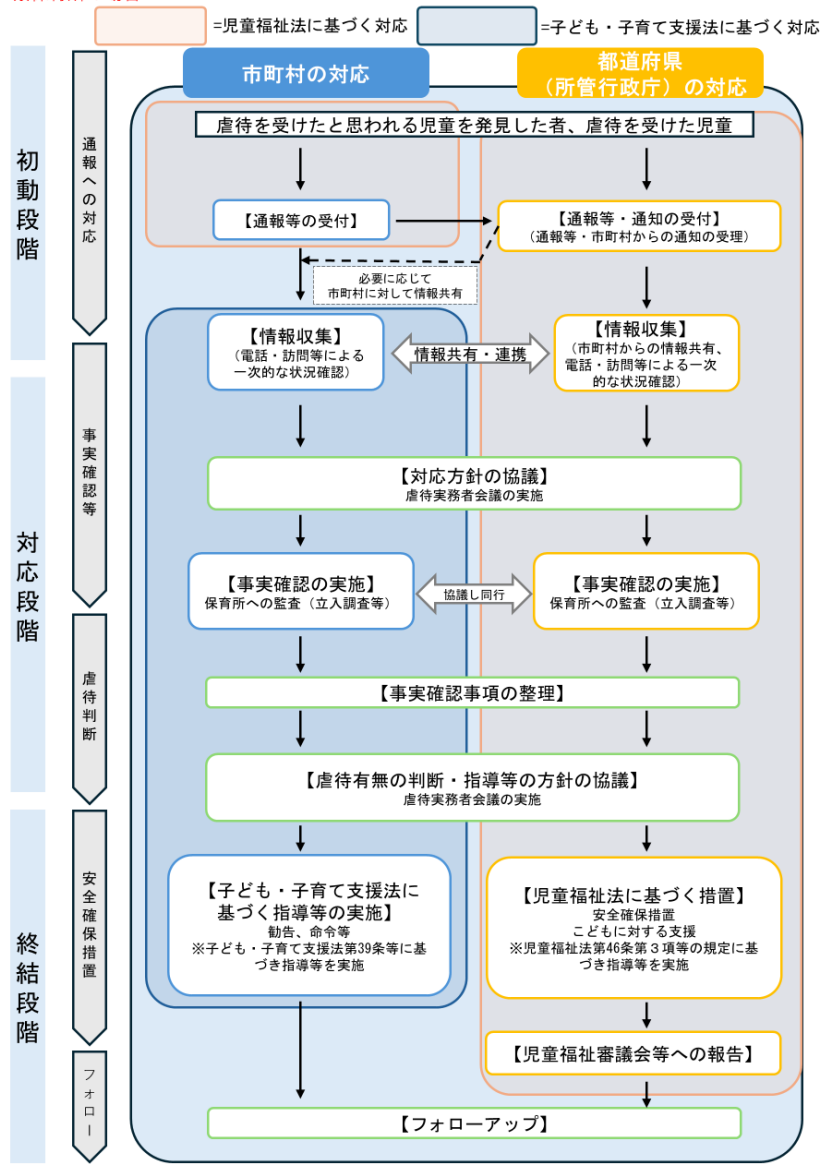 =児童福祉法に基づく対応
=子ども・子育て支援法に基づく対応
市町村の対応
都道府県
（所管行政庁）の対応
初動段階
通報への対応
虐待を受けたと思われる児童を発見した者、虐待を受けた児童
【通報等の受付】
【通報等・通知の受付】
（通報等・市町村からの通知の受理）
必要に応じて
市町村に対して情報共有
【情報収集】
（電話・訪問等による
一次的な状況確認）
情報共有・連携
【情報収集】
（市町村からの情報共有、
電話・訪問等による一次
的な状況確認）
対応段階
事実確認等
【対応方針の協議】
虐待実務者会議の実施
【事実確認の実施】
保育所への監査（立入調査等）
協議し同行
【事実確認の実施】
保育所への監査（立入調査等）
虐待判断
【事実確認事項の整理】
【虐待有無の判断・指導等の方針の協議】
虐待実務者会議の実施
終結段階
安全確保措置
【子ども・子育て支援法に
基づく指導等の実施】
勧告、命令等
※子ども・子育て支援法第39条等に基
づき指導等を実施
【児童福祉法に基づく措置】
安全確保措置
こどもに対する支援
※児童福祉法第46条第３項等の規定に基
づき指導等を実施
【児童福祉審議会等への報告】
フォロー
【フォローアップ】